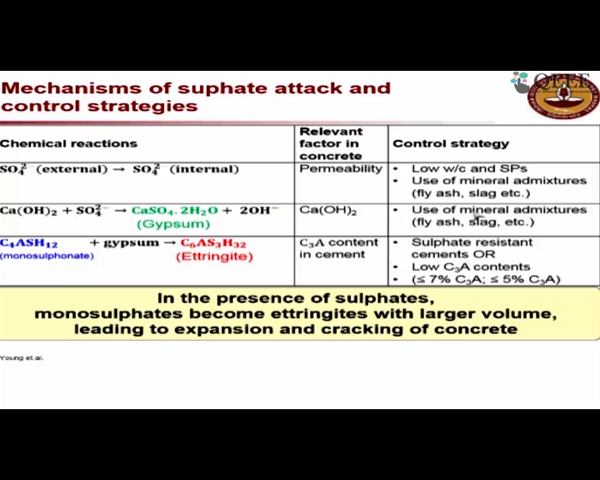 QEEE
Mechanisms of suphate attack and
control strategies
Chemical reactions
Relevant
factor in
concrete
Control strategy
SO₄² (external) → SO₄² (internal)
Permeability
• Low w/c and SPs
• Use of mineral admixtures
(fly ash, slag etc.)
Ca(OH)₂ + SO₄²⁻ → CaSO₄.2H₂O + 2OH⁻
(Gypsum)
Ca(OH)₂
• Use of mineral admixtures
(fly ash, slag, etc.)
C₄ASH₁₂ + gypsum → C₆AS₃H₃₂
(monosulphonate) (Ettringite)
C₃A content
in cement
• Sulphate resistant
cements OR
• Low C₃A contents
• (≤ 7% C₃A; ≤ 5% C₃A)
In the presence of sulphates,
monosulphates become ettringites with larger volume,
leading to expansion and cracking of concrete
Young et al.